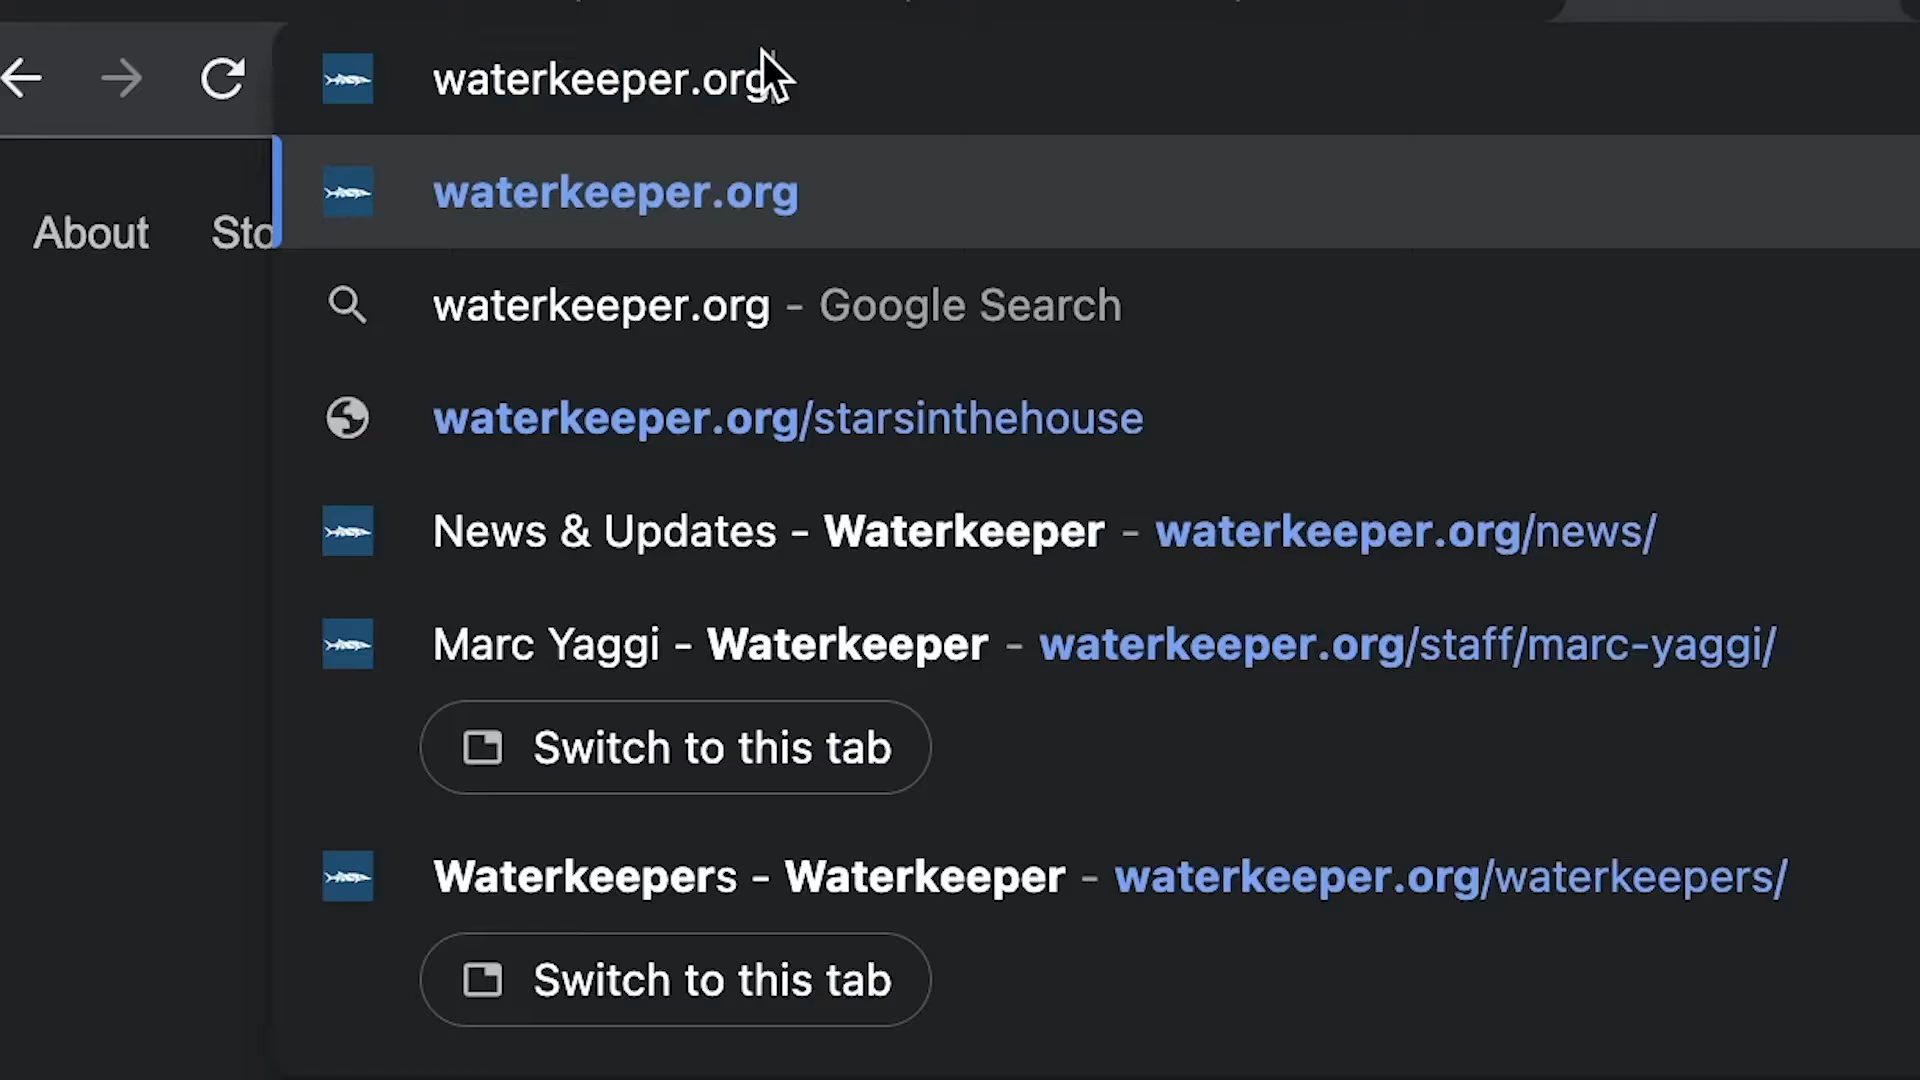 waterkeeper.org
waterkeeper.org
About
waterkeeper.org - Google Search
waterkeeper.org/starsinthehouse
News & Updates - Waterkeeper - waterkeeper.org/news/
Marc Yaggi - Waterkeeper - waterkeeper.org/staff/marc-yaggi/
Switch to this tab
Waterkeepers - Waterkeeper - waterkeeper.org/waterkeepers/
Switch to this tab